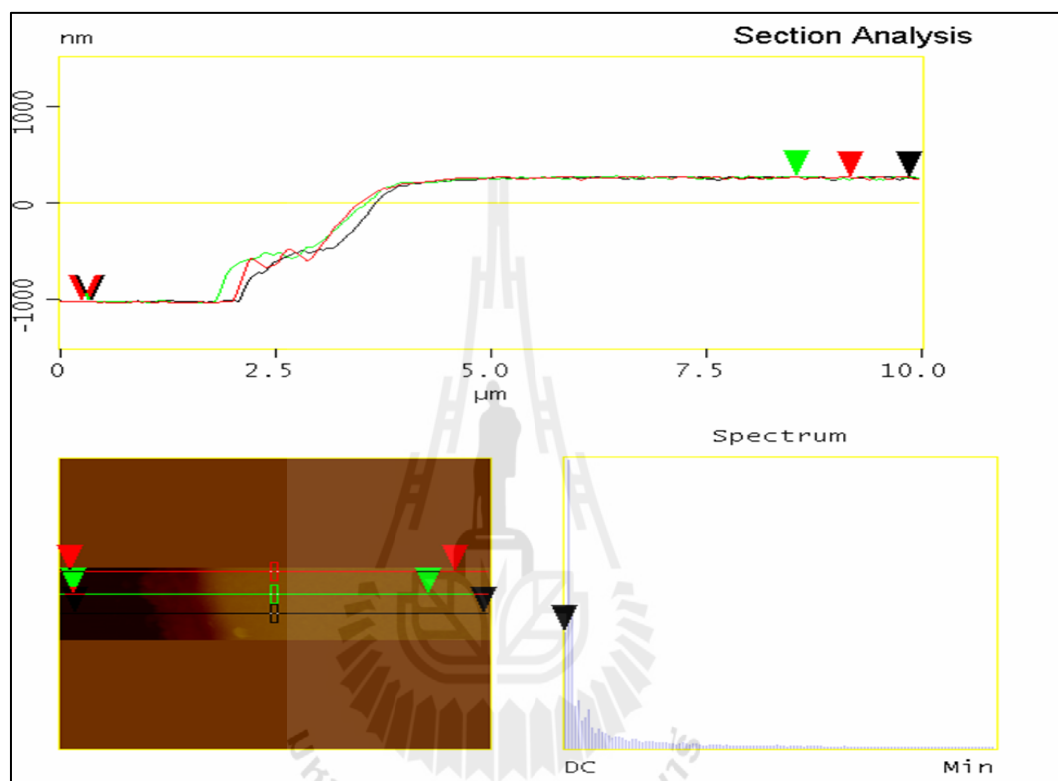 nm
Section Analysis
1000
0
-1000
0 2.5 5.0 7.5 10.0
µm
Spectrum
DC Min